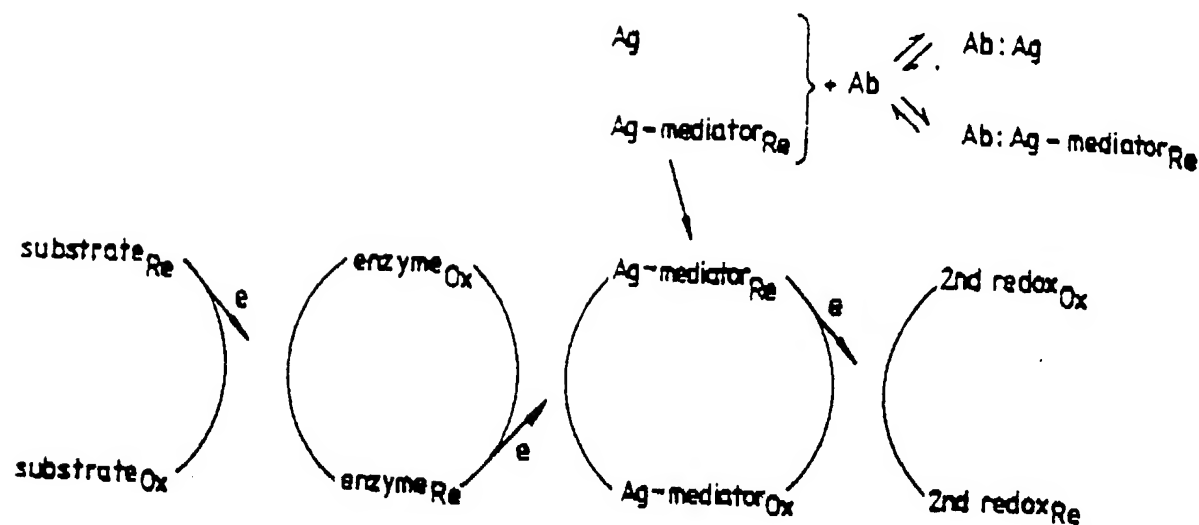 Ag
+ Ab
Ab:Ag
Ag-mediatorRe
Ab:Ag-mediatorRe
substrateRe
e
enzymeOx
Ag-mediatorRe
e
2nd redoxOx
substrateOx
enzymeRe
e
Ag-mediatorOx
2nd redoxRe